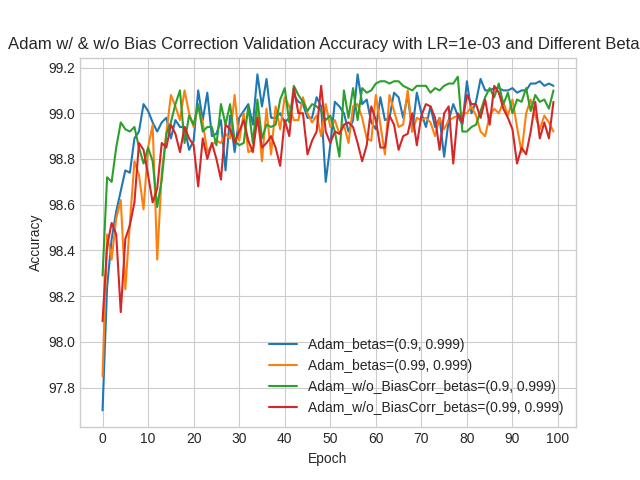 Adam w/ & w/o Bias Correction Validation Accuracy with LR=1e-03 and Different Beta
99.2
99.0
98.8
98.6
98.4
98.2
98.0
97.8
Accuracy
Adam_betas=(0.9, 0.999)
Adam_betas=(0.99, 0.999)
Adam_w/o_BiasCorr_betas=(0.9, 0.999)
Adam_w/o_BiasCorr_betas=(0.99, 0.999)
0 10 20 30 40 50 60 70 80 90 100
Epoch